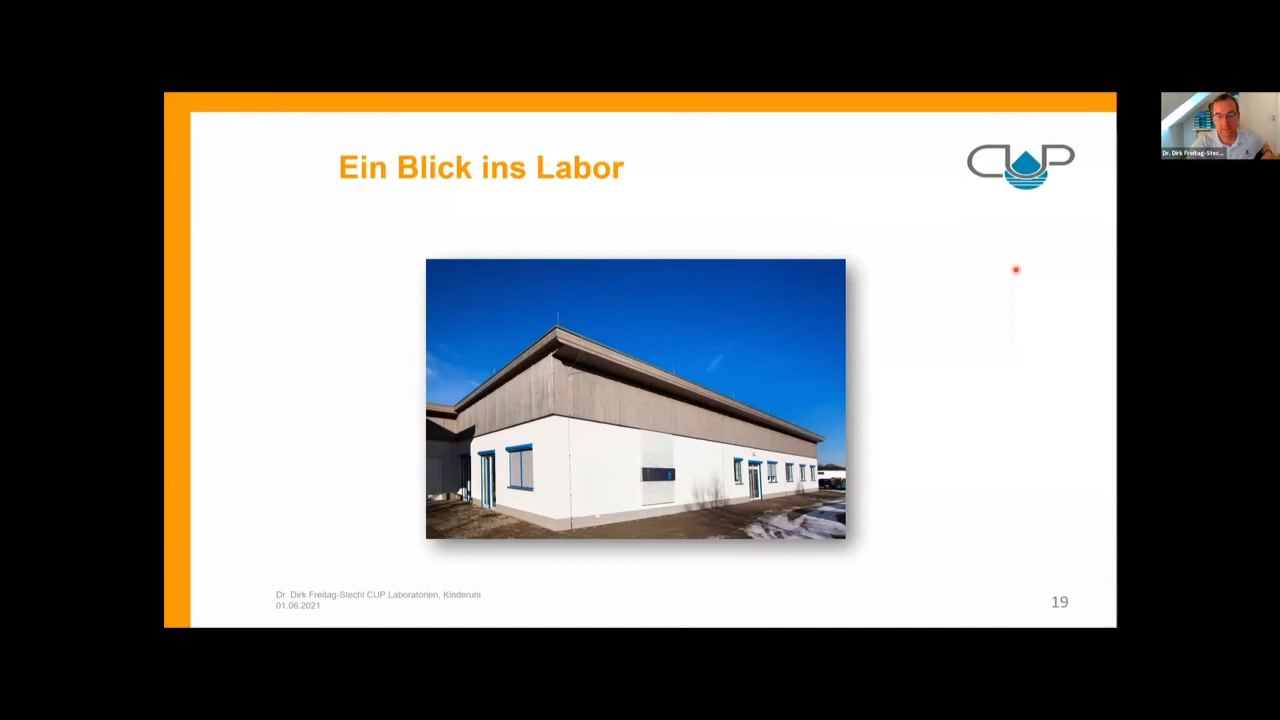 Ein Blick ins Labor
CUP
Dr. Dirk Freitag-Stec...
Dr. Dirk Freitag-Stechl CUP Laboratorien, Kinderuni
01.06.2021
19